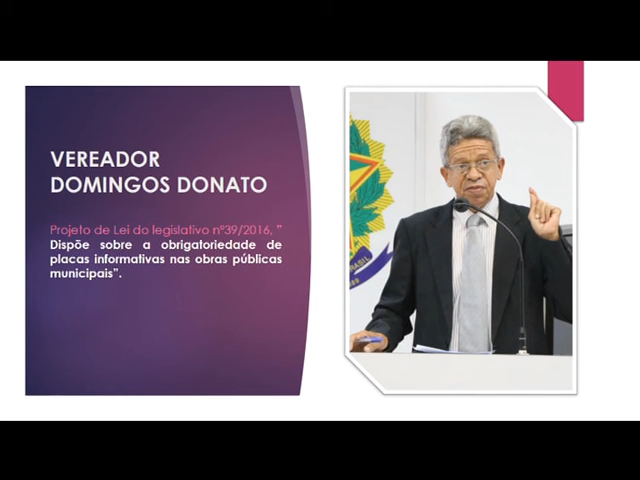 VEREADOR
DOMINGOS DONATO
Projeto de Lei do legislativo nº39/2016, "
Dispõe sobre a obrigatoriedade de
placas informativas nas obras públicas
municipais".
BRASIL